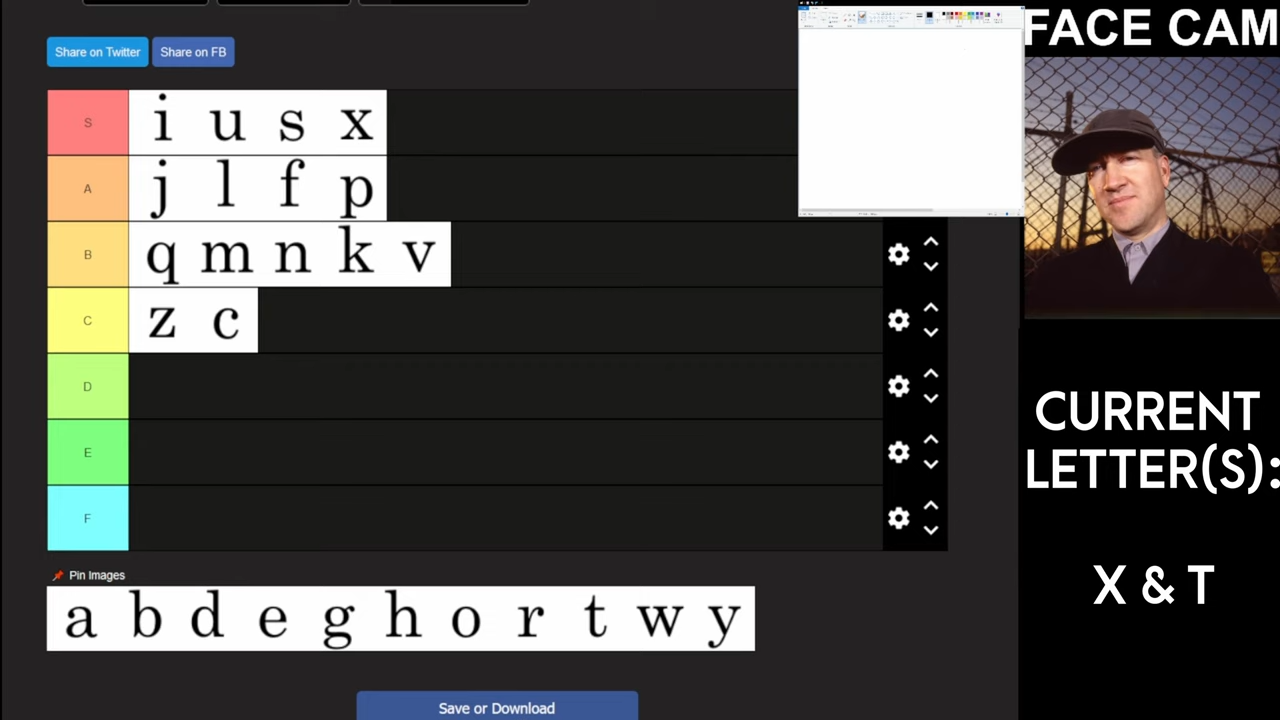 Share on Twitter Share on FB
FACE CAM
S i u s x
A j l f p
B q m n k v
C z c
D
E
F
CURRENT
LETTER(S):
X & T
Pin Images
a b d e g h o r t w y
Save or Download